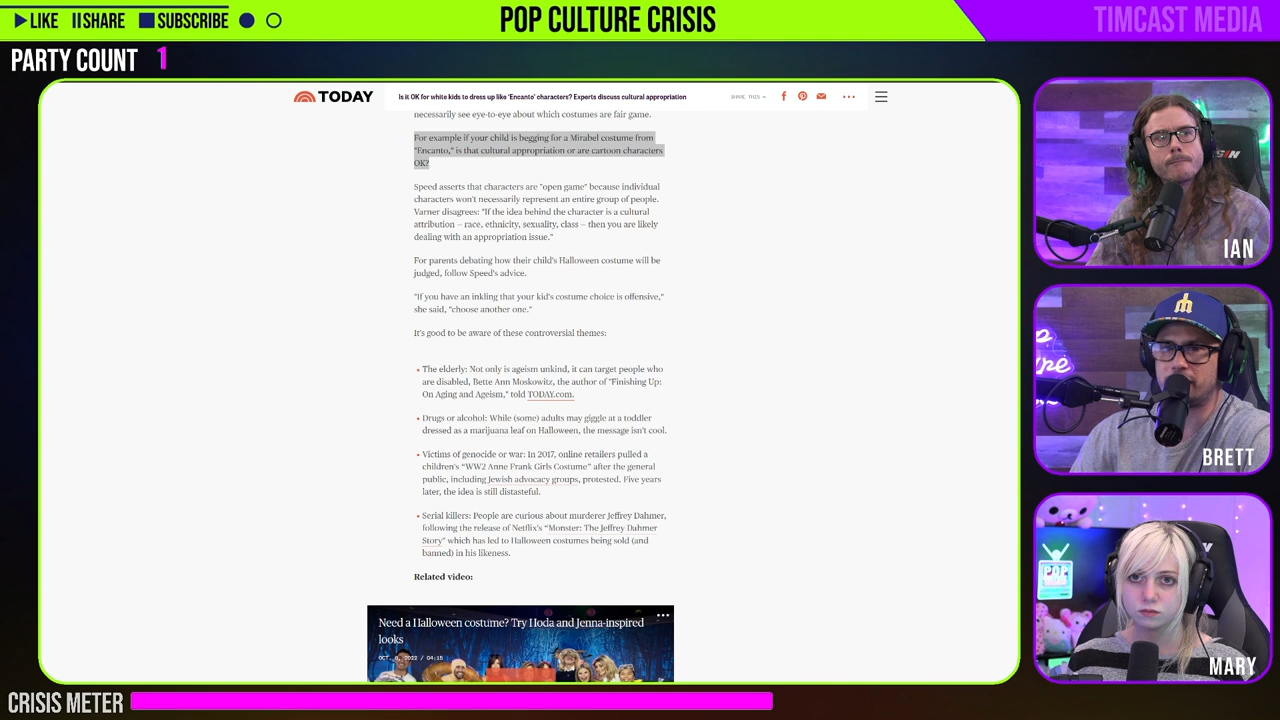 LIKE SHARE SUBSCRIBE
POP CULTURE CRISIS
TIMCAST MEDIA
PARTY COUNT 1
TODAY
Is it OK for white kids to dress up like 'Encanto' characters? Experts discuss cultural appropriation
SHARE THIS –
necessarily see eye-to-eye about which costumes are fair game.
For example if your child is begging for a Mirabel costume from
"Encanto," is that cultural appropriation or are cartoon characters
OK?
Speed asserts that characters are "open game" because individual
characters won't necessarily represent an entire group of people.
Varner disagrees: "If the idea behind the character is a cultural
attribution — race, ethnicity, sexuality, class — then you are likely
dealing with an appropriation issue."
For parents debating how their child's Halloween costume will be
judged, follow Speed's advice.
"If you have an inkling that your kid's costume choice is offensive,"
she said, "choose another one."
It's good to be aware of these controversial themes:
• The elderly: Not only is ageism unkind, it can target people who
are disabled, Bette Ann Moskowitz, the author of "Finishing Up:
On Aging and Ageism," told TODAY.com.
• Drugs or alcohol: While (some) adults may giggle at a toddler
dressed as a marijuana leaf on Halloween, the message isn't cool.
• Victims of genocide or war: In 2017, online retailers pulled a
children's "WW2 Anne Frank Girls Costume" after the general
public, including Jewish advocacy groups, protested. Five years
later, the idea is still distasteful.
• Serial killers: People are curious about murderer Jeffrey Dahmer,
following the release of Netflix's "Monster: The Jeffrey Dahmer
Story" which has led to Halloween costumes being sold (and
banned) in his likeness.
Related video:
Need a Halloween costume? Try Hoda and Jenna-inspired
looks
OCT. 6, 2022 / 04:15
IAN
BRETT
MARY
CRISIS METER